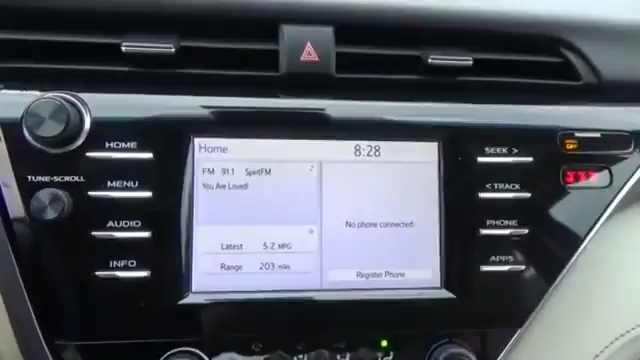 Home
8:28
FM 91.1 SpiritFM
You Are Loved!
Latest 5.2 MPG
Range 203 miles
No phone connected
Register Phone
HOME
TUNE•SCROLL
MENU
AUDIO
INFO
SEEK >
< TRACK
PHONE
APPS
OFF